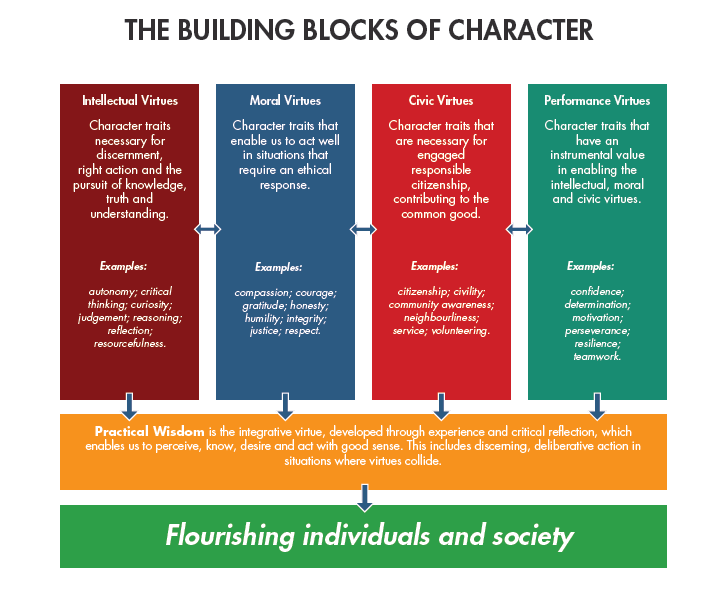 THE BUILDING BLOCKS OF CHARACTER
Intellectual Virtues
Character traits
necessary for
discernment,
right action and the
pursuit of knowledge,
truth and
understanding.
Examples:
autonomy; critical
thinking; curiosity;
judgement; reasoning;
reflection;
resourcefulness.
Moral Virtues
Character traits that
enable us to act well
in situations that
require an ethical
response.
Examples:
compassion; courage;
gratitude; honesty;
humility; integrity;
justice; respect.
Civic Virtues
Character traits that
are necessary for
engaged
responsible
citizenship,
contributing to the
common good.
Examples:
citizenship; civility;
community awareness;
neighbourliness;
service; volunteering.
Performance Virtues
Character traits that
have an
instrumental value
in enabling the
intellectual, moral
and civic virtues.
Examples:
confidence;
determination;
motivation;
perseverance;
resilience;
teamwork.
Practical Wisdom is the integrative virtue, developed through experience and critical reflection, which
enables us to perceive, know, desire and act with good sense. This includes discerning, deliberative action in
situations where virtues collide.
Flourishing individuals and society